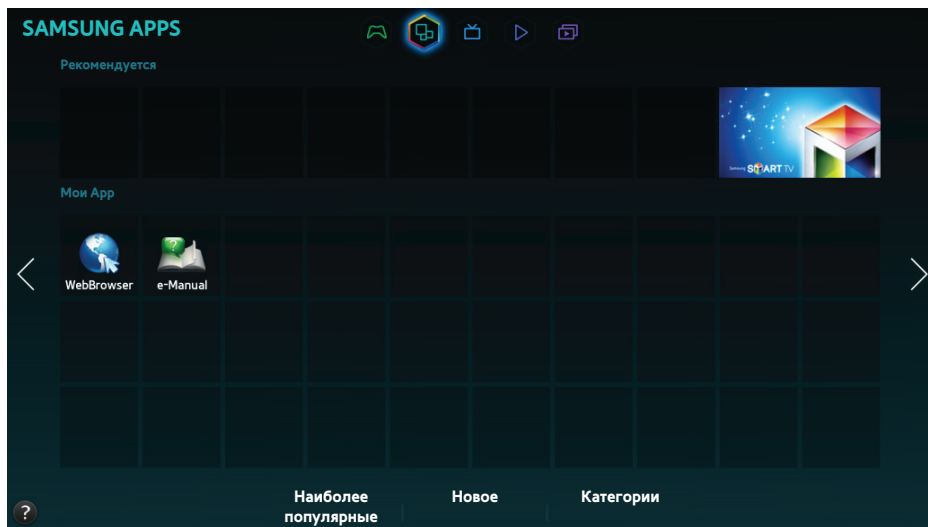 SAMSUNG APPS
Рекомендуется
Samsung SMART TV
Мои App
WebBrowser
e-Manual
Наиболее
популярные
Новое
Категории
?